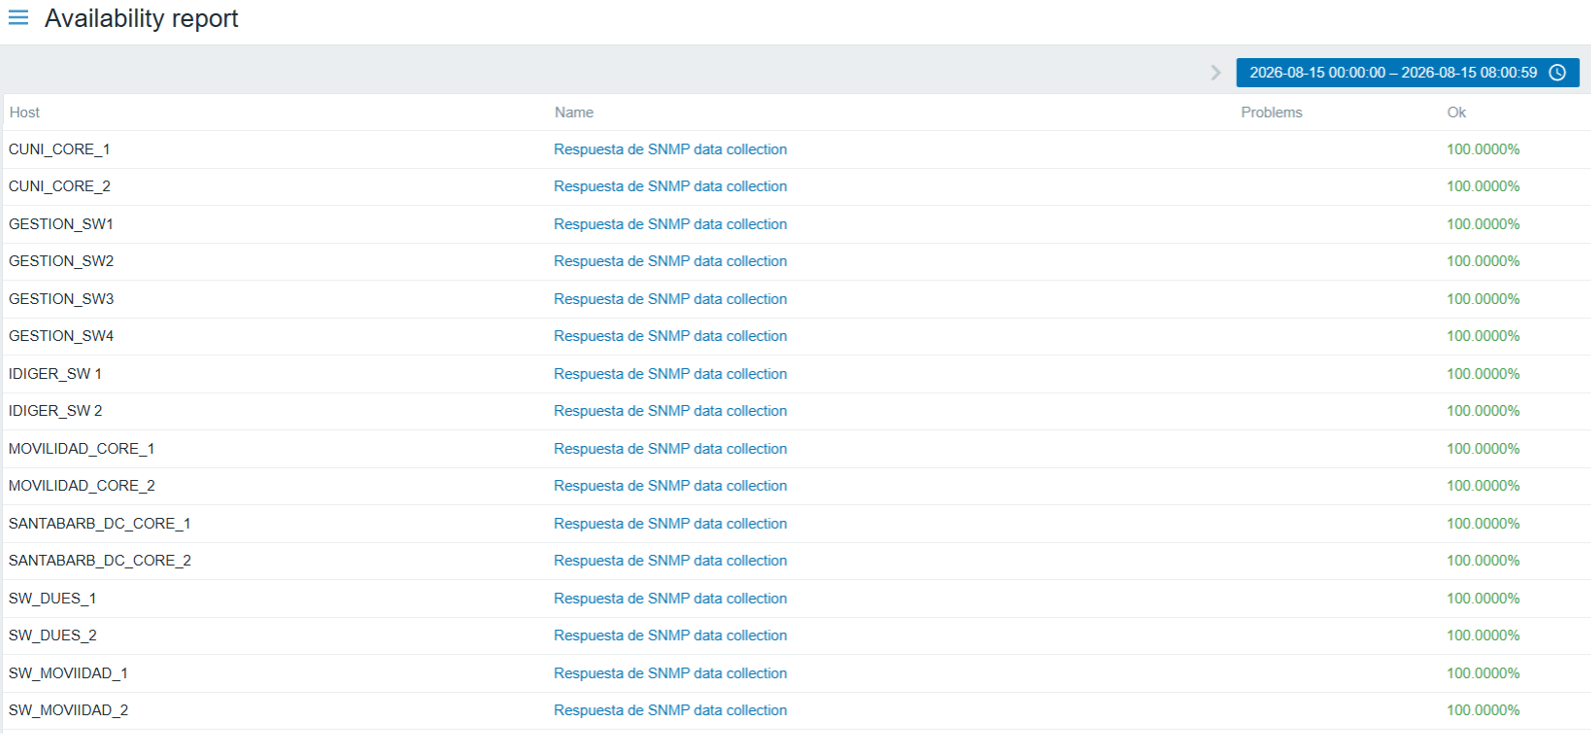 Availability report
2026-08-15 00:00:00 – 2026-08-15 08:00:59
Host Name Problems Ok
CUNI_CORE_1 Respuesta de SNMP data collection 100.0000%
CUNI_CORE_2 Respuesta de SNMP data collection 100.0000%
GESTION_SW1 Respuesta de SNMP data collection 100.0000%
GESTION_SW2 Respuesta de SNMP data collection 100.0000%
GESTION_SW3 Respuesta de SNMP data collection 100.0000%
GESTION_SW4 Respuesta de SNMP data collection 100.0000%
IDIGER_SW 1 Respuesta de SNMP data collection 100.0000%
IDIGER_SW 2 Respuesta de SNMP data collection 100.0000%
MOVILIDAD_CORE_1 Respuesta de SNMP data collection 100.0000%
MOVILIDAD_CORE_2 Respuesta de SNMP data collection 100.0000%
SANTABARB_DC_CORE_1 Respuesta de SNMP data collection 100.0000%
SANTABARB_DC_CORE_2 Respuesta de SNMP data collection 100.0000%
SW_DUES_1 Respuesta de SNMP data collection 100.0000%
SW_DUES_2 Respuesta de SNMP data collection 100.0000%
SW_MOVIIDAD_1 Respuesta de SNMP data collection 100.0000%
SW_MOVIIDAD_2 Respuesta de SNMP data collection 100.0000%